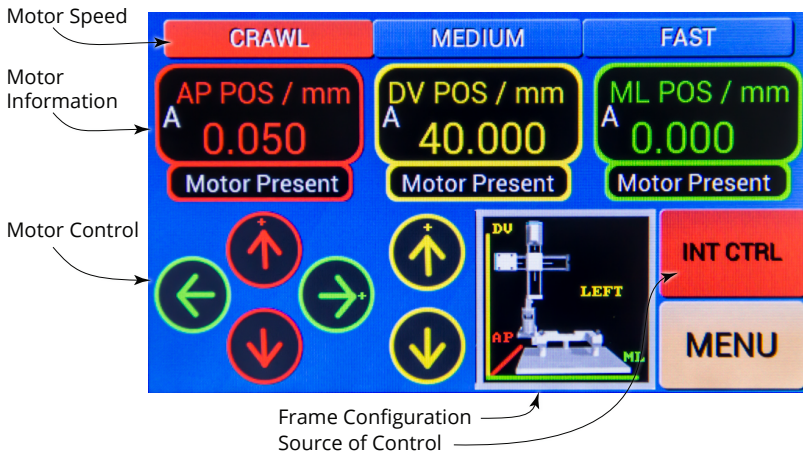 Motor Speed
CRAWL
MEDIUM
FAST
Motor
Information
AP POS / mm
A
0.050
Motor Present
DV POS / mm
A
40.000
Motor Present
ML POS / mm
A
0.000
Motor Present
Motor Control
+
+
+
DV
LEFT
AP
ML
INT CTRL
MENU
Frame Configuration
Source of Control